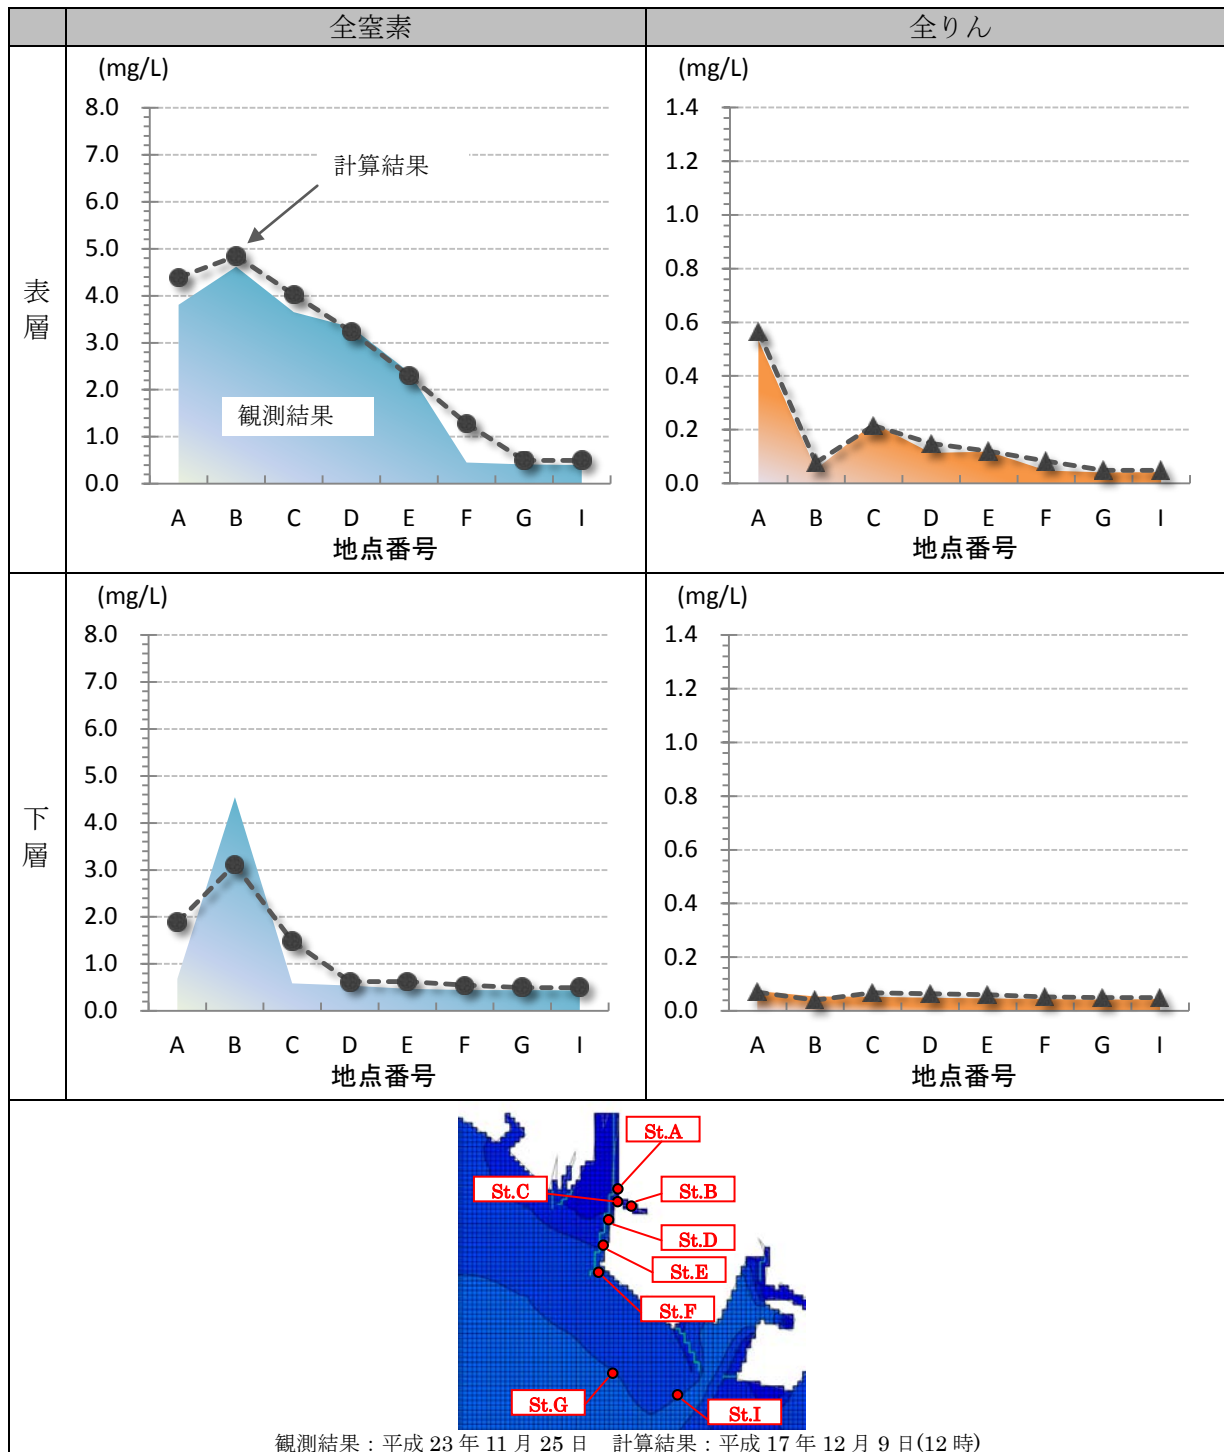 全窒素 全りん
表層
(mg/L)
8.0
7.0
6.0
5.0
4.0
3.0
2.0
1.0
0.0
計算結果
観測結果
A B C D E F G I
地点番号
(mg/L)
1.4
1.2
1.0
0.8
0.6
0.4
0.2
0.0
A B C D E F G I
地点番号
下層
(mg/L)
8.0
7.0
6.0
5.0
4.0
3.0
2.0
1.0
0.0
A B C D E F G I
地点番号
(mg/L)
1.4
1.2
1.0
0.8
0.6
0.4
0.2
0.0
A B C D E F G I
地点番号
St.A
St.C St.B
St.D
St.E
St.F
St.G St.I
観測結果：平成 23 年 11 月 25 日 計算結果：平成 17 年 12 月 9 日(12 時)